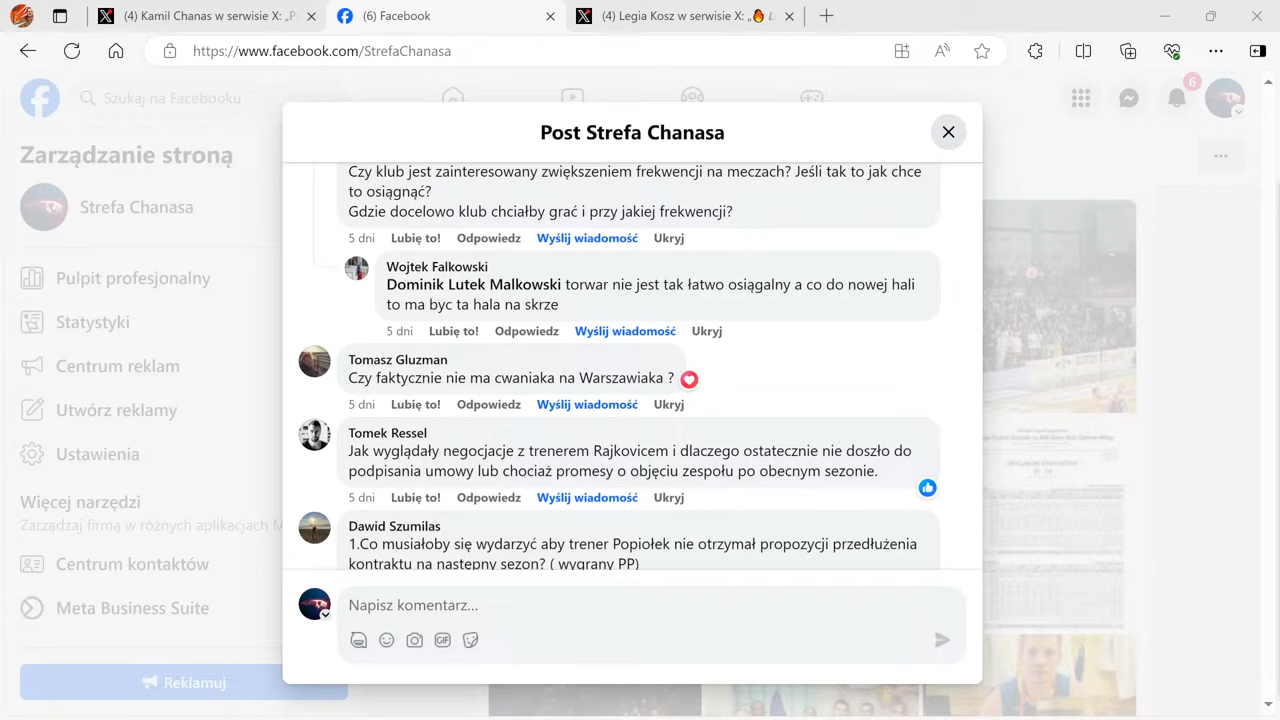 (4) Kamil Chanas w serwisie X: „P
(6) Facebook
(4) Legia Kosz w serwisie X: „🔥 L
https://www.facebook.com/StrefaChanasa
Szukaj na Facebooku
6
Zarządzanie stroną
Strefa Chanasa
Pulpit profesjonalny
Statystyki
Centrum reklam
Utwórz reklamy
Ustawienia
Więcej narzędzi
Zarządzaj firmą w różnych aplikacjach M
Centrum kontaktów
Meta Business Suite
Reklamuj
Post Strefa Chanasa
Czy klub jest zainteresowany zwiększeniem frekwencji na meczach? Jeśli tak to jak chce
to osiągnąć?
Gdzie docelowo klub chciałby grać i przy jakiej frekwencji?
5 dni Lubię to! Odpowiedz Wyślij wiadomość Ukryj
Wojtek Falkowski
Dominik Lutek Malkowski torwar nie jest tak łatwo osiągalny a co do nowej hali
to ma byc ta hala na skrze
5 dni Lubię to! Odpowiedz Wyślij wiadomość Ukryj
Tomasz Gluzman
Czy faktycznie nie ma cwaniaka na Warszawiaka ?
5 dni Lubię to! Odpowiedz Wyślij wiadomość Ukryj
Tomek Ressel
Jak wyglądały negocjacje z trenerem Rajkovicem i dlaczego ostatecznie nie doszło do
podpisania umowy lub chociaż promesy o objęciu zespołu po obecnym sezonie.
5 dni Lubię to! Odpowiedz Wyślij wiadomość Ukryj
Dawid Szumilas
1.Co musiałoby się wydarzyć aby trener Popiołek nie otrzymał propozycji przedłużenia
kontraktu na następny sezon? ( wygrany PP)
Napisz komentarz...
GIF